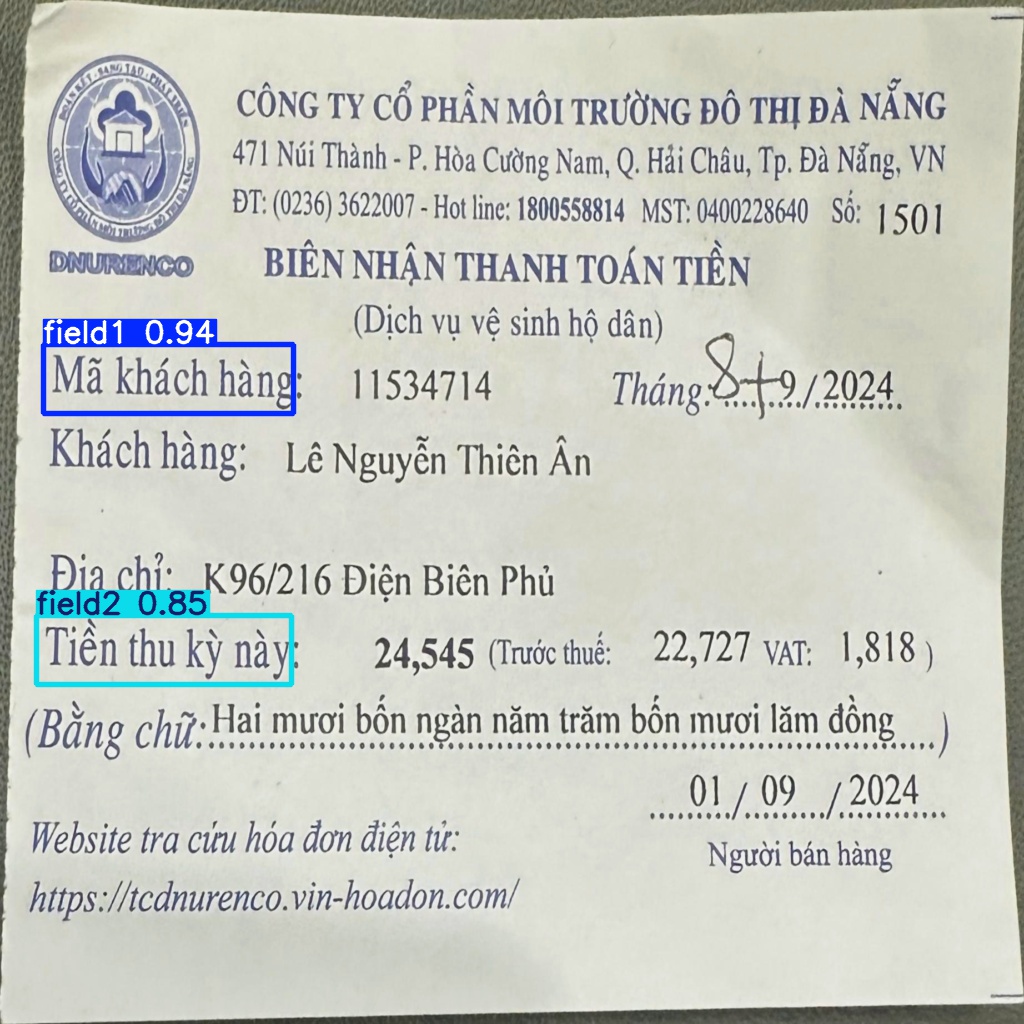 CÔNG TY CỔ PHẦN MÔI TRƯỜNG ĐÔ THỊ ĐÀ NẴNG
471 Núi Thành - P. Hòa Cường Nam, Q. Hải Châu, Tp. Đà Nẵng, VN
ĐT: (0236) 3622007 - Hot line: 1800558814 MST: 0400228640 Số: 1501
DNURENCO
BIÊN NHẬN THANH TOÁN TIỀN
(Dịch vụ vệ sinh hộ dân)
field1 0.94
Mã khách hàng: 11534714 Tháng: 8+9/2024
Khách hàng: Lê Nguyễn Thiên Ân
Địa chỉ: K96/216 Điện Biên Phủ
field2 0.85
Tiền thu kỳ này: 24,545 (Trước thuế: 22,727 VAT: 1,818 )
(Bằng chữ: Hai mươi bốn ngàn năm trăm bốn mươi lăm đồng )
01 / 09 / 2024
Người bán hàng
Website tra cứu hóa đơn điện tử:
https://tcdnurenco.vin-hoadon.com/